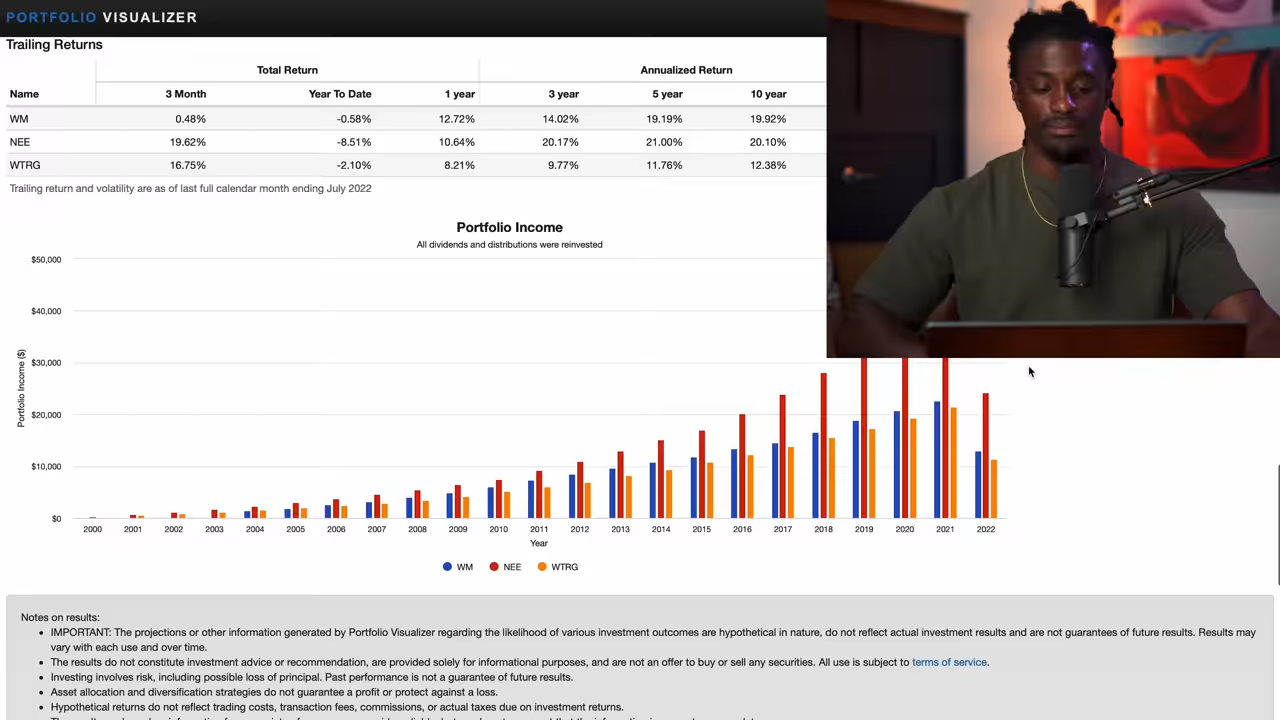 PORTFOLIO VISUALIZER
Trailing Returns
Total Return Annualized Return
Name 3 Month Year To Date 1 year 3 year 5 year 10 year
WM 0.48% -0.58% 12.72% 14.02% 19.19% 19.92%
NEE 19.62% -8.51% 10.64% 20.17% 21.00% 20.10%
WTRG 16.75% -2.10% 8.21% 9.77% 11.76% 12.38%
Trailing return and volatility are as of last full calendar month ending July 2022
Portfolio Income
All dividends and distributions were reinvested
Portfolio Income ($)
$50,000
$40,000
$30,000
$20,000
$10,000
$0
2000 2001 2002 2003 2004 2005 2006 2007 2008 2009 2010 2011 2012 2013 2014 2015 2016 2017 2018 2019 2020 2021 2022
Year
WM NEE WTRG
Notes on results:
• IMPORTANT: The projections or other information generated by Portfolio Visualizer regarding the likelihood of various investment outcomes are hypothetical in nature, do not reflect actual investment results and are not guarantees of future results. Results may
vary with each use and over time.
• The results do not constitute investment advice or recommendation, are provided solely for informational purposes, and are not an offer to buy or sell any securities. All use is subject to terms of service.
• Investing involves risk, including possible loss of principal. Past performance is not a guarantee of future results.
• Asset allocation and diversification strategies do not guarantee a profit or protect against a loss.
• Hypothetical returns do not reflect trading costs, transaction fees, commissions, or actual taxes due on investment returns.